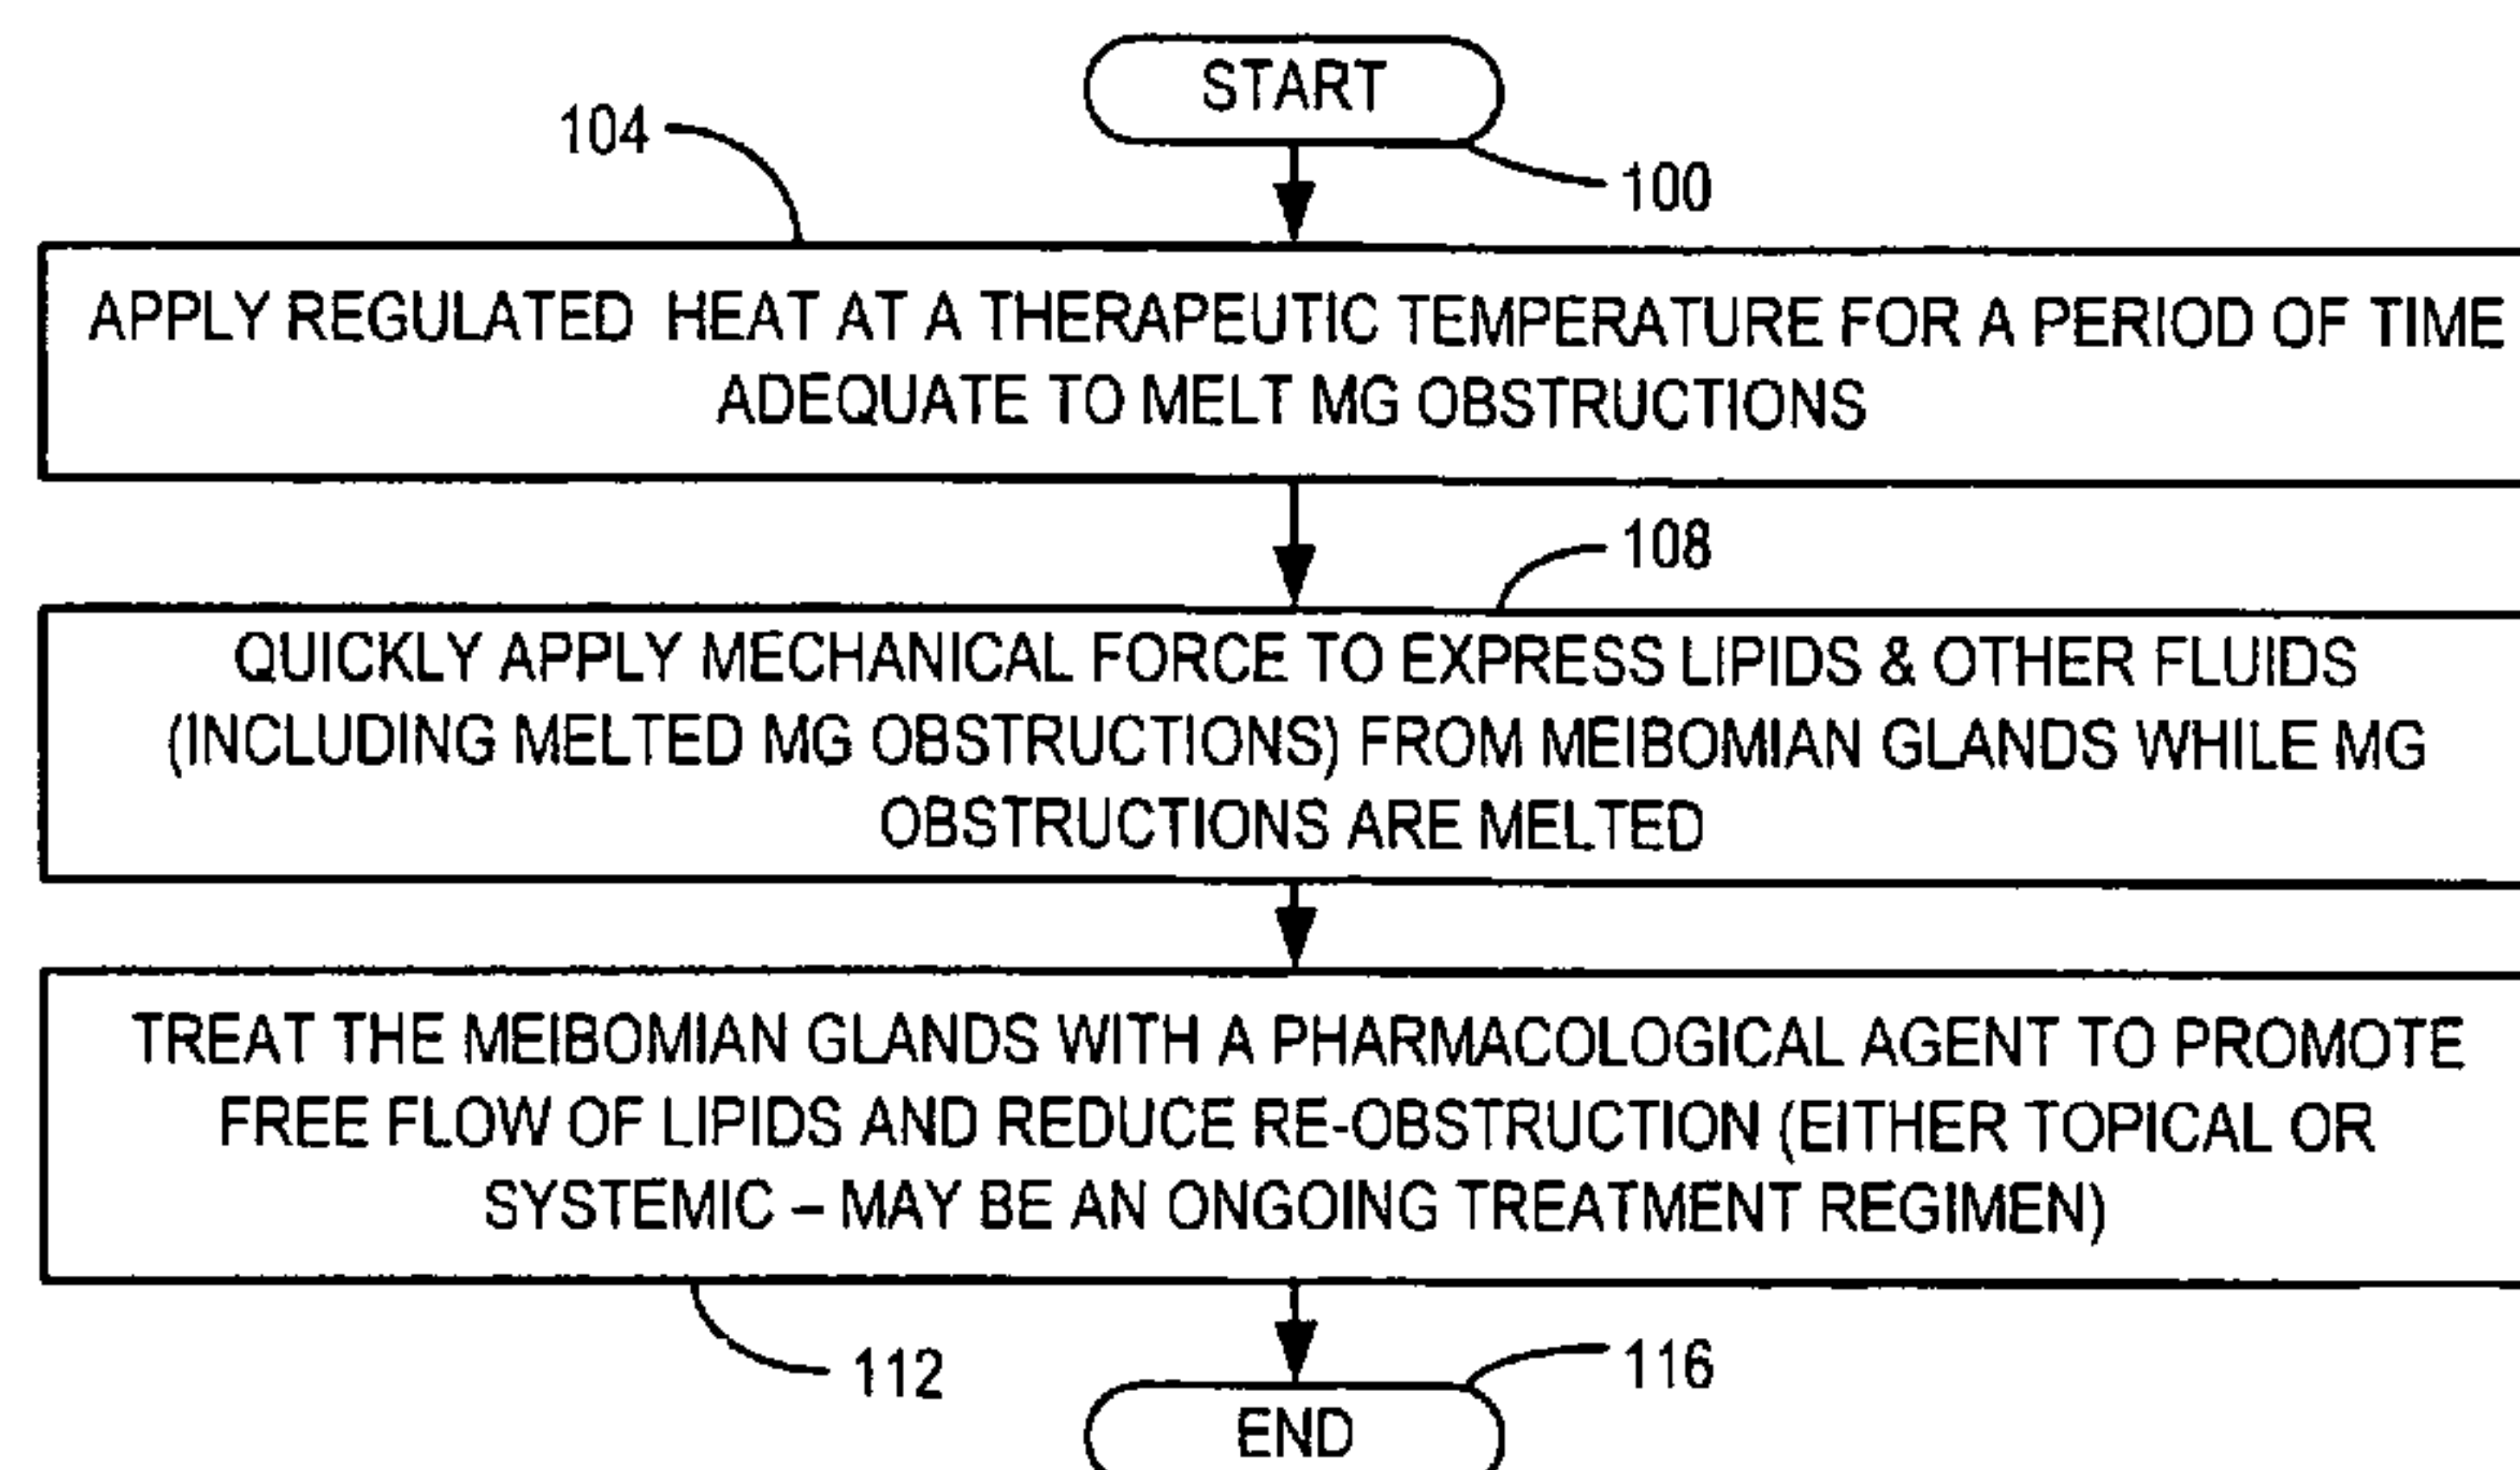 START
104
100
APPLY REGULATED HEAT AT A THERAPEUTIC TEMPERATURE FOR A PERIOD OF TIME
ADEQUATE TO MELT MG OBSTRUCTIONS
108
QUICKLY APPLY MECHANICAL FORCE TO EXPRESS LIPIDS & OTHER FLUIDS
(INCLUDING MELTED MG OBSTRUCTIONS) FROM MEIBOMIAN GLANDS WHILE MG
OBSTRUCTIONS ARE MELTED
TREAT THE MEIBOMIAN GLANDS WITH A PHARMACOLOGICAL AGENT TO PROMOTE
FREE FLOW OF LIPIDS AND REDUCE RE-OBSTRUCTION (EITHER TOPICAL OR
SYSTEMIC – MAY BE AN ONGOING TREATMENT REGIMEN)
112
116
END